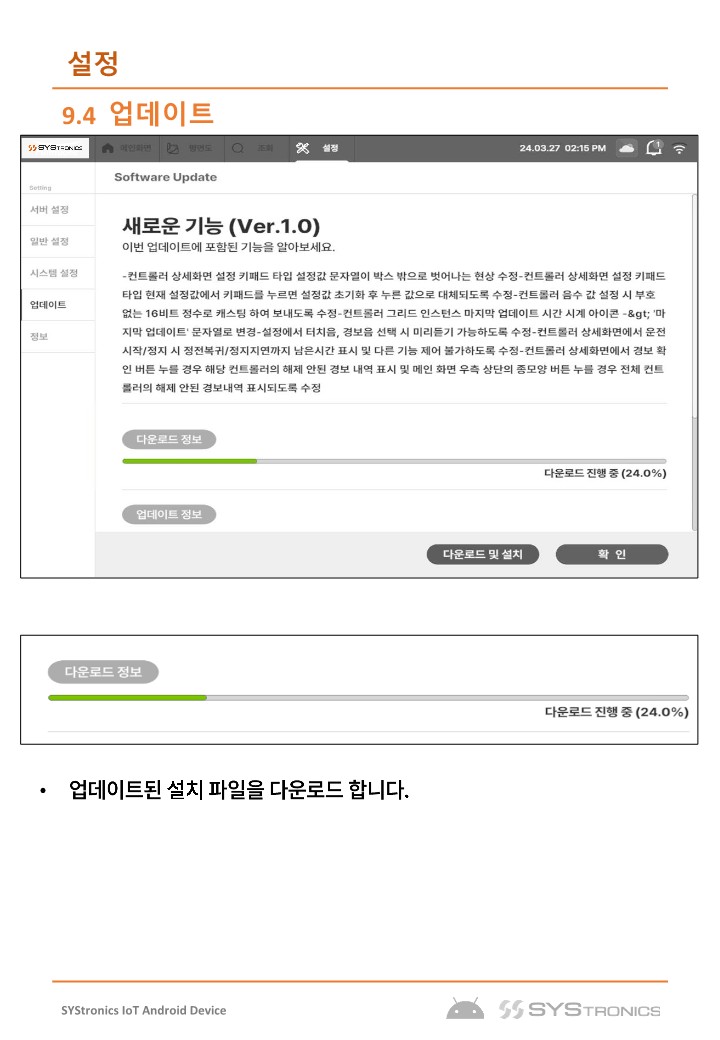 설정
9.4 업데이트
SYSTRONICS
메인화면 평면도 조회 설정 24.03.27 02:15 PM 1
Setting
Software Update
서버 설정
일반 설정
시스템 설정
업데이트
정보
새로운 기능 (Ver.1.0)
이번 업데이트에 포함된 기능을 알아보세요.
-컨트롤러 상세화면 설정 키패드 타입 설정값 문자열이 박스 밖으로 벗어나는 현상 수정-컨트롤러 상세화면 설정 키패드
타입 현재 설정값에서 키패드를 누르면 설정값 초기화 후 누른 값으로 대체되도록 수정-컨트롤러 음수 값 설정 시 부호
없는 16비트 정수로 캐스팅 하여 보내도록 수정-컨트롤러 그리드 인스턴스 마지막 업데이트 시간 시계 아이콘 -&gt; '마
지막 업데이트' 문자열로 변경-설정에서 터치음, 경보음 선택 시 미리듣기 가능하도록 수정-컨트롤러 상세화면에서 운전
시작/정지 시 정전복귀/정지지연까지 남은시간 표시 및 다른 기능 제어 불가하도록 수정-컨트롤러 상세화면에서 경보 확
인 버튼 누를 경우 해당 컨트롤러의 해제 안된 경보 내역 표시 및 메인 화면 우측 상단의 종모양 버튼 누를 경우 전체 컨트
롤러의 해제 안된 경보내역 표시되도록 수정
다운로드 정보
다운로드 진행 중 (24.0%)
업데이트 정보
다운로드 및 설치 확 인
다운로드 정보
다운로드 진행 중 (24.0%)
• 업데이트된 설치 파일을 다운로드 합니다.
SYStronics IoT Android Device SYSTRONICS